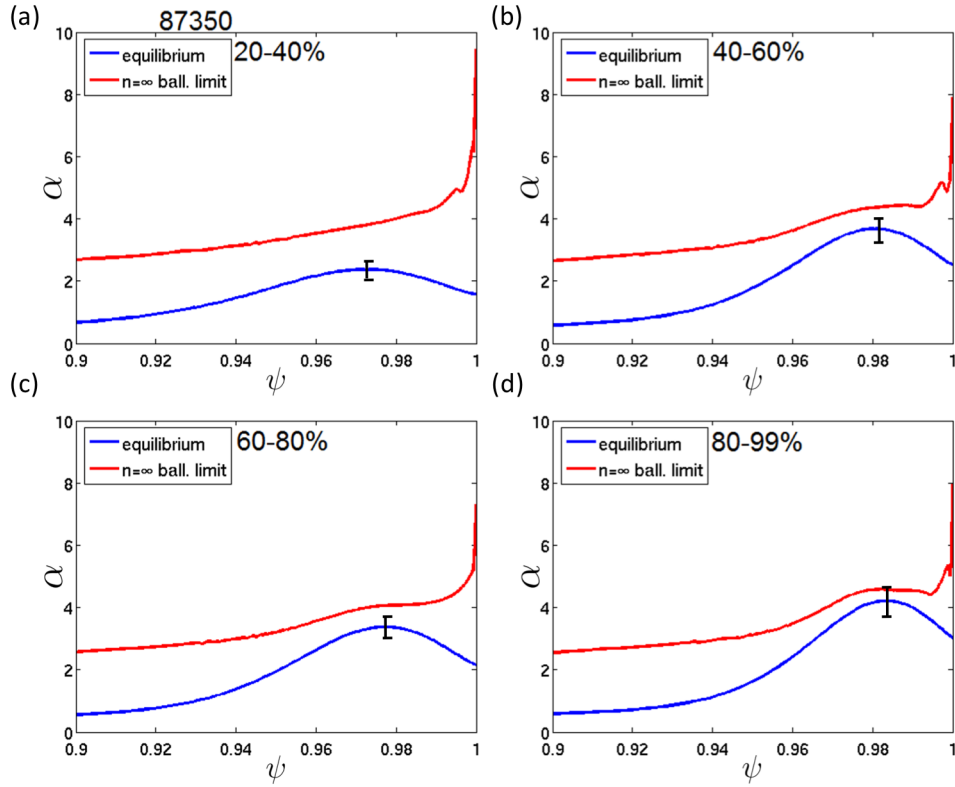 (a)
87350
20-40%
equilibrium
n=∞ ball. limit
10
8
6
4
2
0
α
0.9 0.92 0.94 0.96 0.98 1
ψ
(b)
40-60%
equilibrium
n=∞ ball. limit
10
8
6
4
2
0
α
0.9 0.92 0.94 0.96 0.98 1
ψ
(c)
60-80%
equilibrium
n=∞ ball. limit
10
8
6
4
2
0
α
0.9 0.92 0.94 0.96 0.98 1
ψ
(d)
80-99%
equilibrium
n=∞ ball. limit
10
8
6
4
2
0
α
0.9 0.92 0.94 0.96 0.98 1
ψ